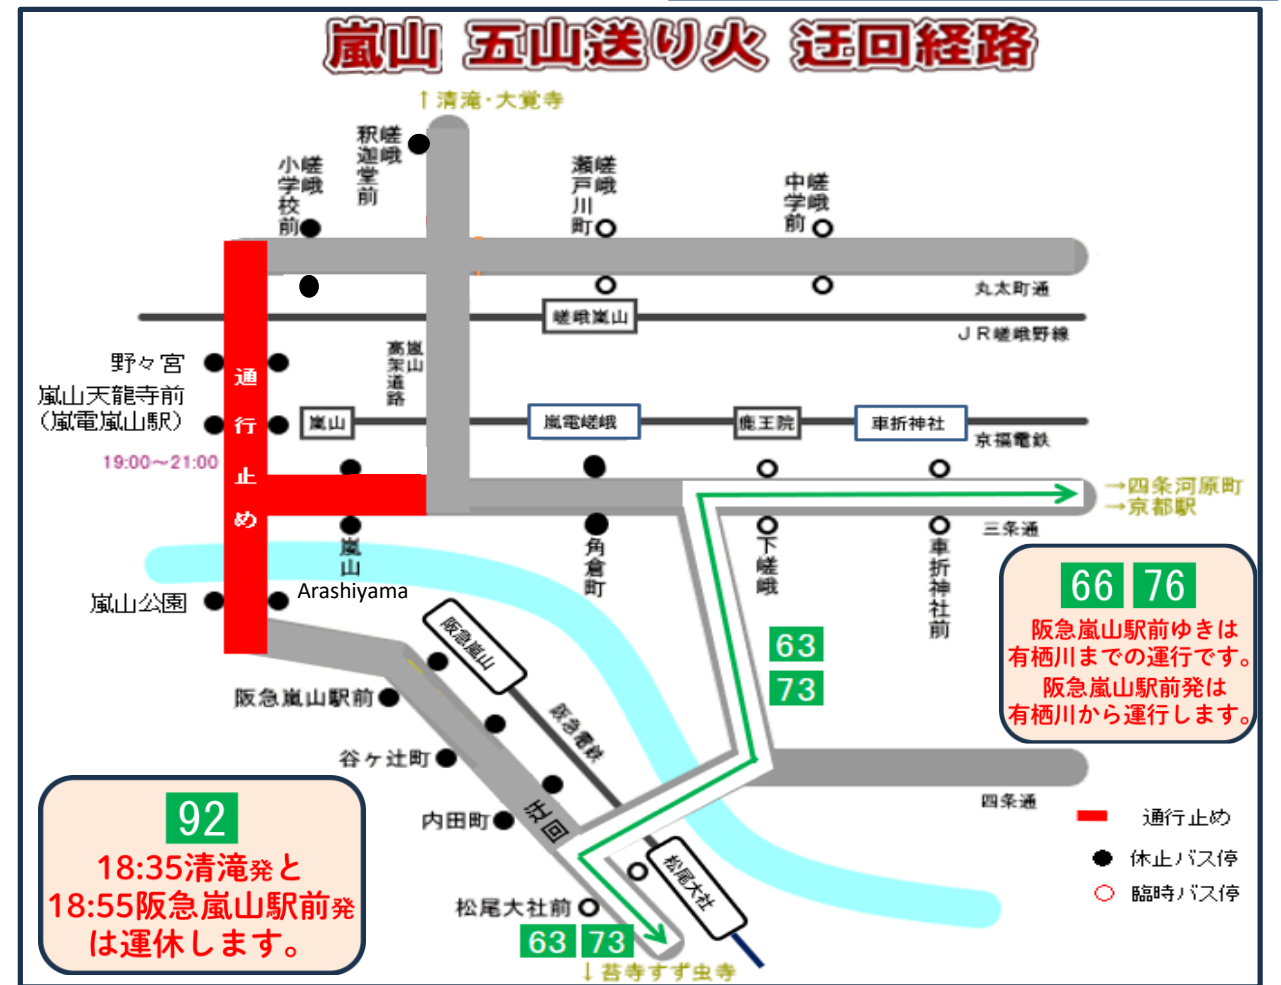 嵐山 五山送り火 迂回経路
↑清滝・大覚寺
嵯峨
釈迦堂前
嵯峨
小学校前
嵯峨
瀬戸川町
嵯峨
中学前
丸太町通
嵯峨嵐山
JR嵯峨野線
嵐山
高架道路
野々宮
嵐山天龍寺前
(嵐電嵐山駅)
19:00~21:00
通行止め
嵐山
嵐電嵯峨
鹿王院
車折神社
京福電鉄
→四条河原町
→京都駅
三条通
嵐山
Arashiyama
角倉町
下嵯峨
車折神社前
嵐山公園
66 76
阪急嵐山駅前ゆきは
有栖川までの運行です。
阪急嵐山駅前発は
有栖川から運行します。
63
73
阪急嵐山
阪急電鉄
阪急嵐山駅前
谷ヶ辻町
内田町
迂回
四条通
92
18:35清滝発と
18:55阪急嵐山駅前発
は運休します。
松尾大社
松尾大社前
63 73
↓苔寺すず虫寺
通行止め
休止バス停
臨時バス停